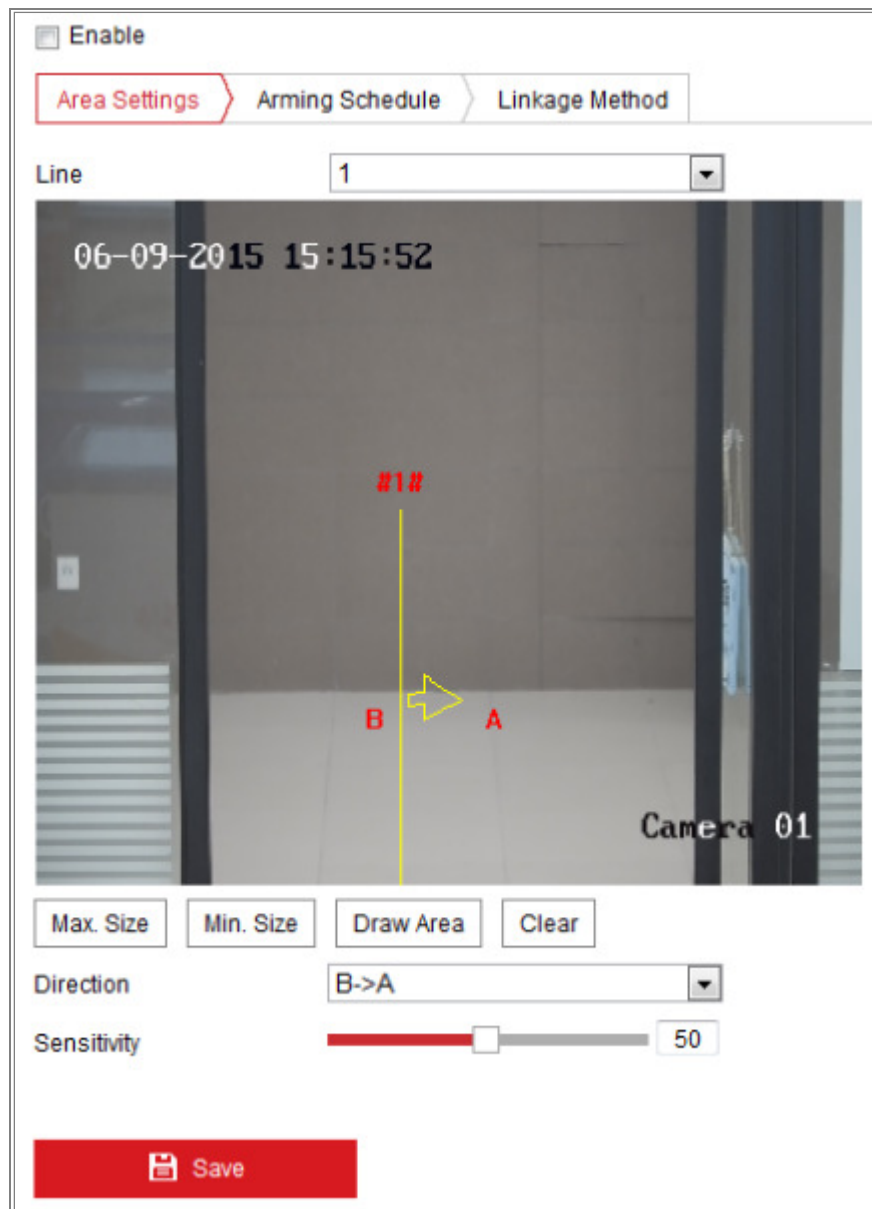 Enable
Area Settings Arming Schedule Linkage Method
Line 1
06-09-2015 15:15:52
#1#
B A
Camera 01
Max. Size Min. Size Draw Area Clear
Direction B->A
Sensitivity 50
Save